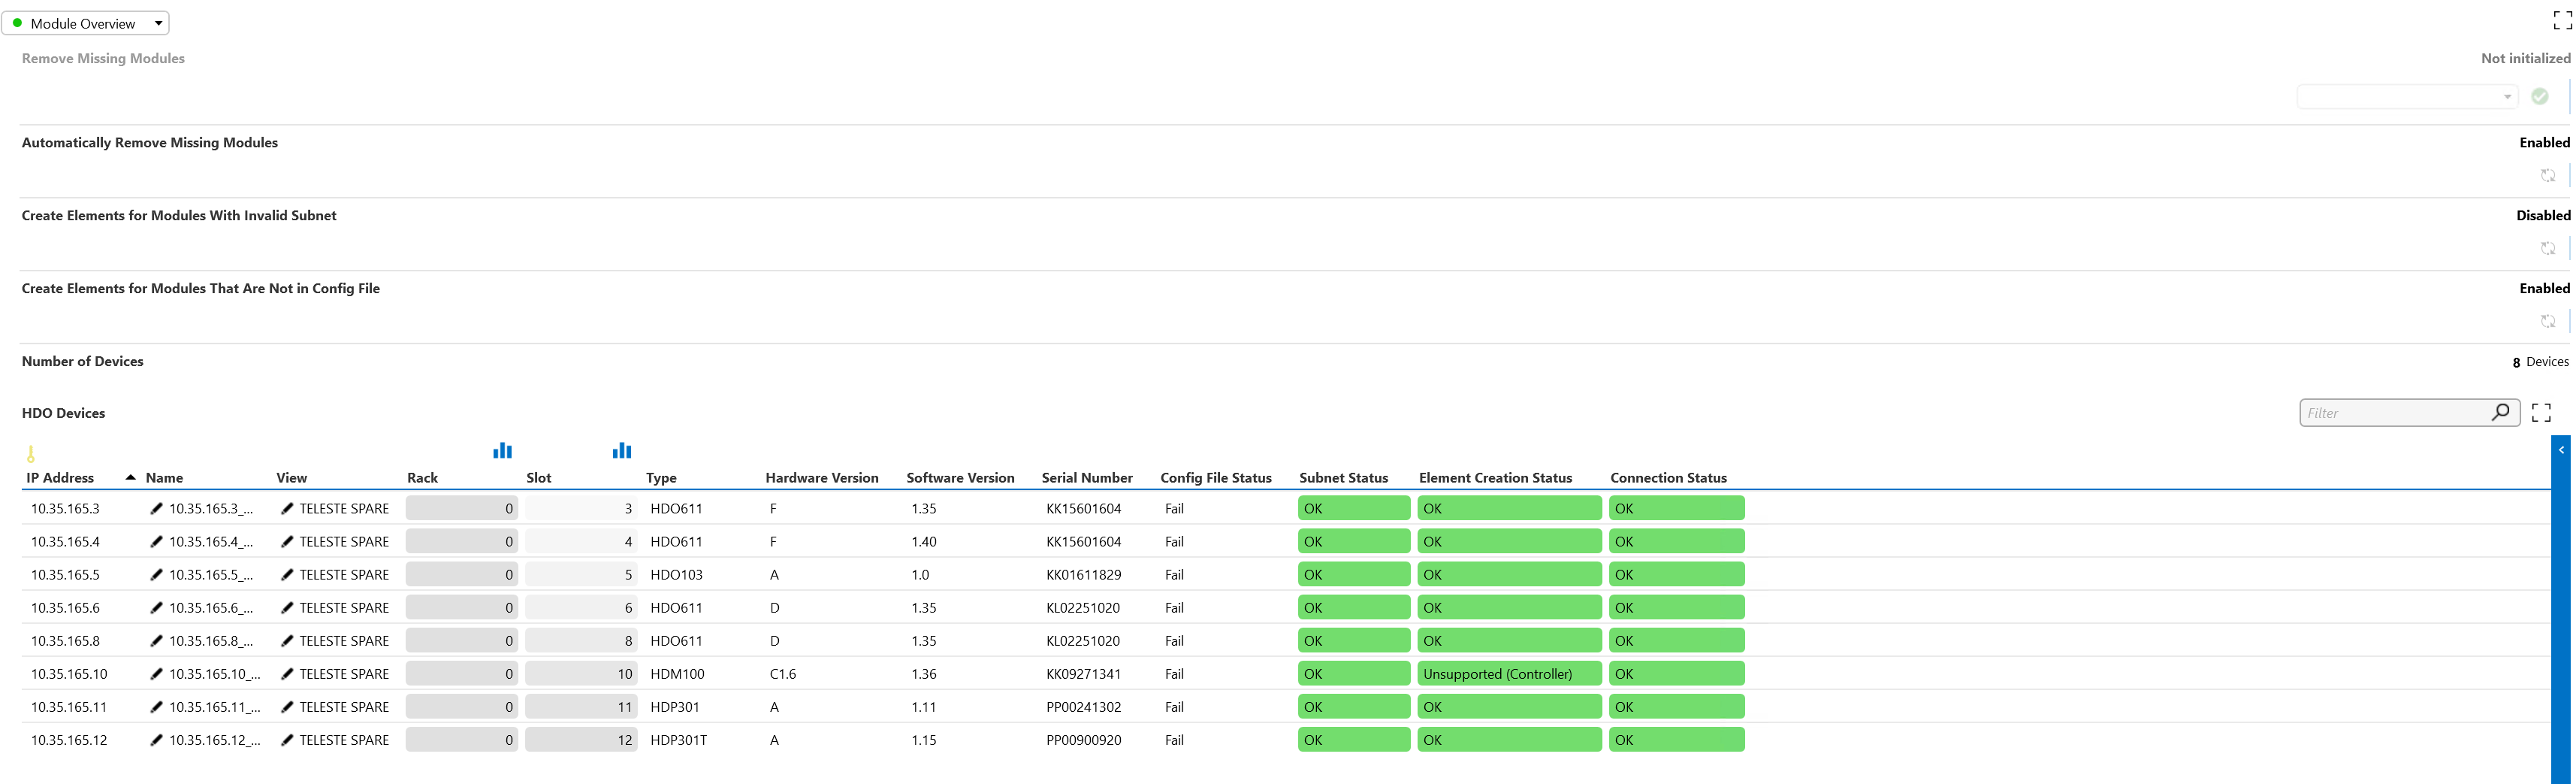 Module Overview
Remove Missing Modules Not initialized
Automatically Remove Missing Modules Enabled
Create Elements for Modules With Invalid Subnet Disabled
Create Elements for Modules That Are Not in Config File Enabled
Number of Devices 8 Devices
HDO Devices Filter
IP Address Name View Rack Slot Type Hardware Version Software Version Serial Number Config File Status Subnet Status Element Creation Status Connection Status
10.35.165.3 10.35.165.3_... TELESTE SPARE 0 3 HDO611 F 1.35 KK15601604 Fail OK OK OK
10.35.165.4 10.35.165.4_... TELESTE SPARE 0 4 HDO611 F 1.40 KK15601604 Fail OK OK OK
10.35.165.5 10.35.165.5_... TELESTE SPARE 0 5 HDO103 A 1.0 KK01611829 Fail OK OK OK
10.35.165.6 10.35.165.6_... TELESTE SPARE 0 6 HDO611 D 1.35 KL02251020 Fail OK OK OK
10.35.165.8 10.35.165.8_... TELESTE SPARE 0 8 HDO611 D 1.35 KL02251020 Fail OK OK OK
10.35.165.10 10.35.165.10_... TELESTE SPARE 0 10 HDM100 C1.6 1.36 KK09271341 Fail OK Unsupported (Controller) OK
10.35.165.11 10.35.165.11_... TELESTE SPARE 0 11 HDP301 A 1.11 PP00241302 Fail OK OK OK
10.35.165.12 10.35.165.12_... TELESTE SPARE 0 12 HDP301T A 1.15 PP00900920 Fail OK OK OK